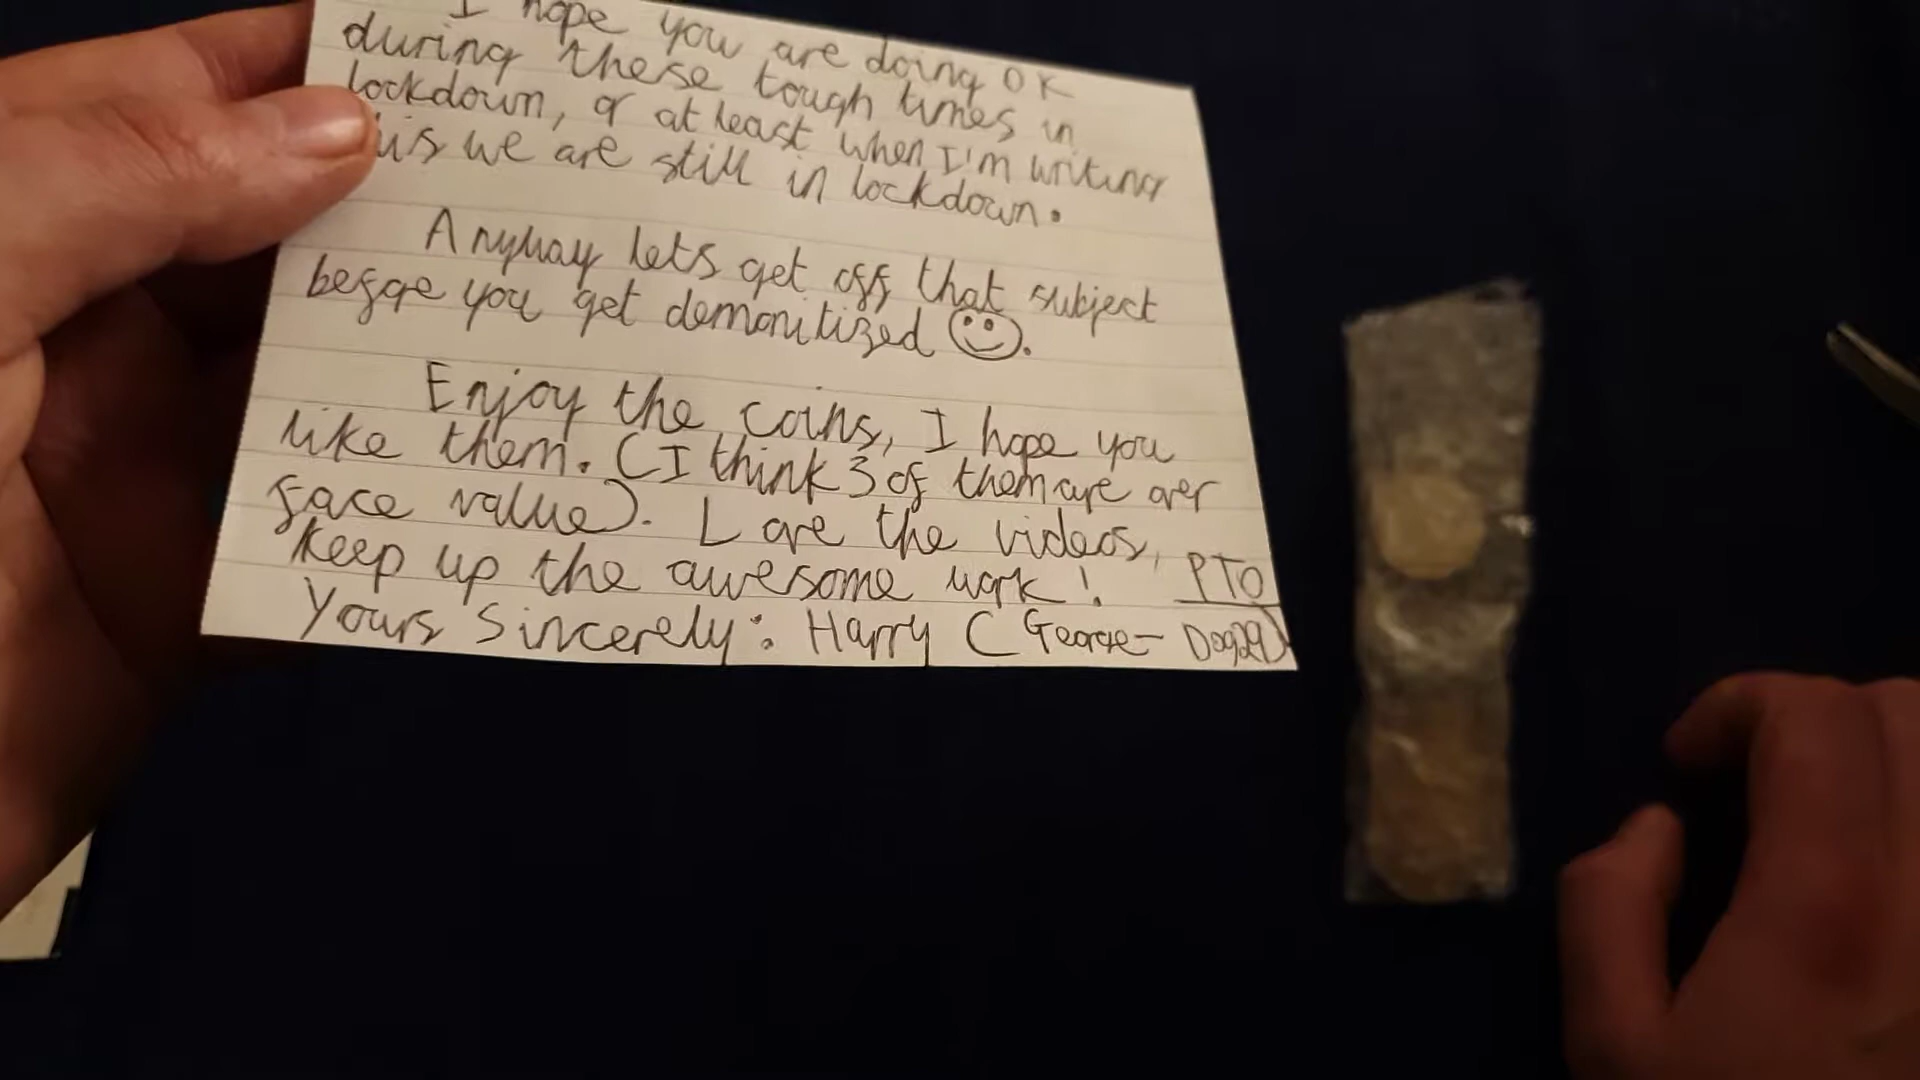 I hope you are doing OK
during these tough times in
lockdown, or at least when I'm writing
this we are still in lockdown.
Anyway lets get off that subject
before you get demonitized ☺.
Enjoy the coins, I hope you
like them. (I think 3 of them are over
face value). Love the videos,
keep up the awesome work! PTO
Yours Sincerely: Harry (George-Dog29)